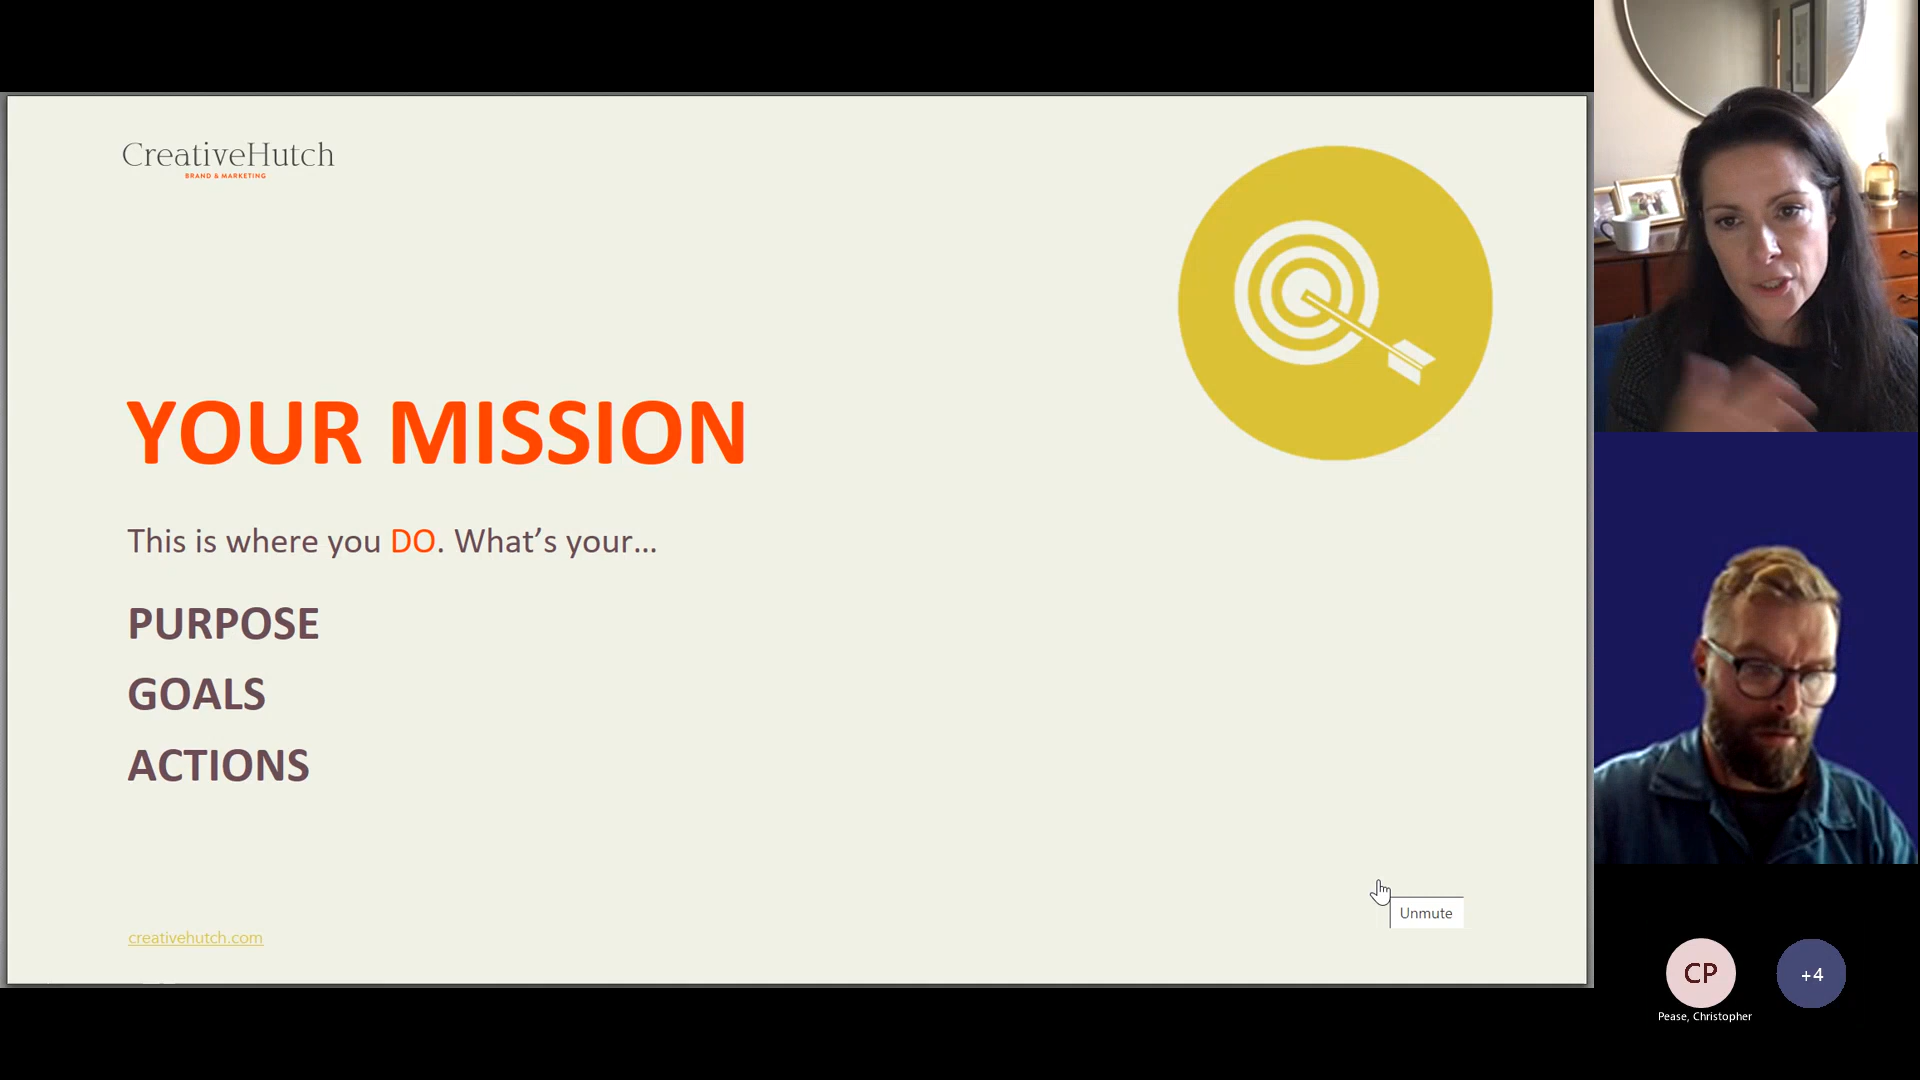 CreativeHutch
BRAND & MARKETING
YOUR MISSION
This is where you DO. What’s your...
PURPOSE
GOALS
ACTIONS
Unmute
creativehutch.com
CP
+4
Pease, Christopher